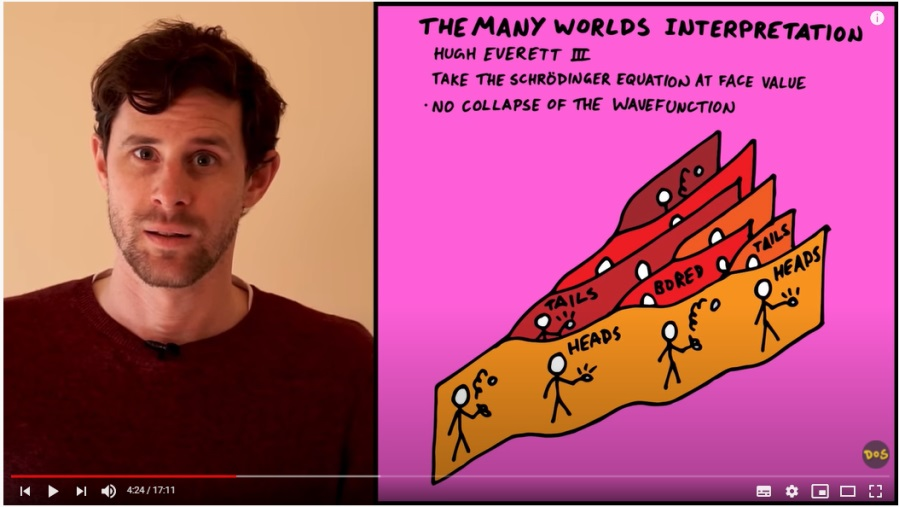 THE MANY WORLDS INTERPRETATION
HUGH EVERETT III
TAKE THE SCHRÖDINGER EQUATION AT FACE VALUE
· NO COLLAPSE OF THE WAVEFUNCTION
TAILS
HEADS
BORED
TAILS
HEADS
DoS
4:24 / 17:11
i